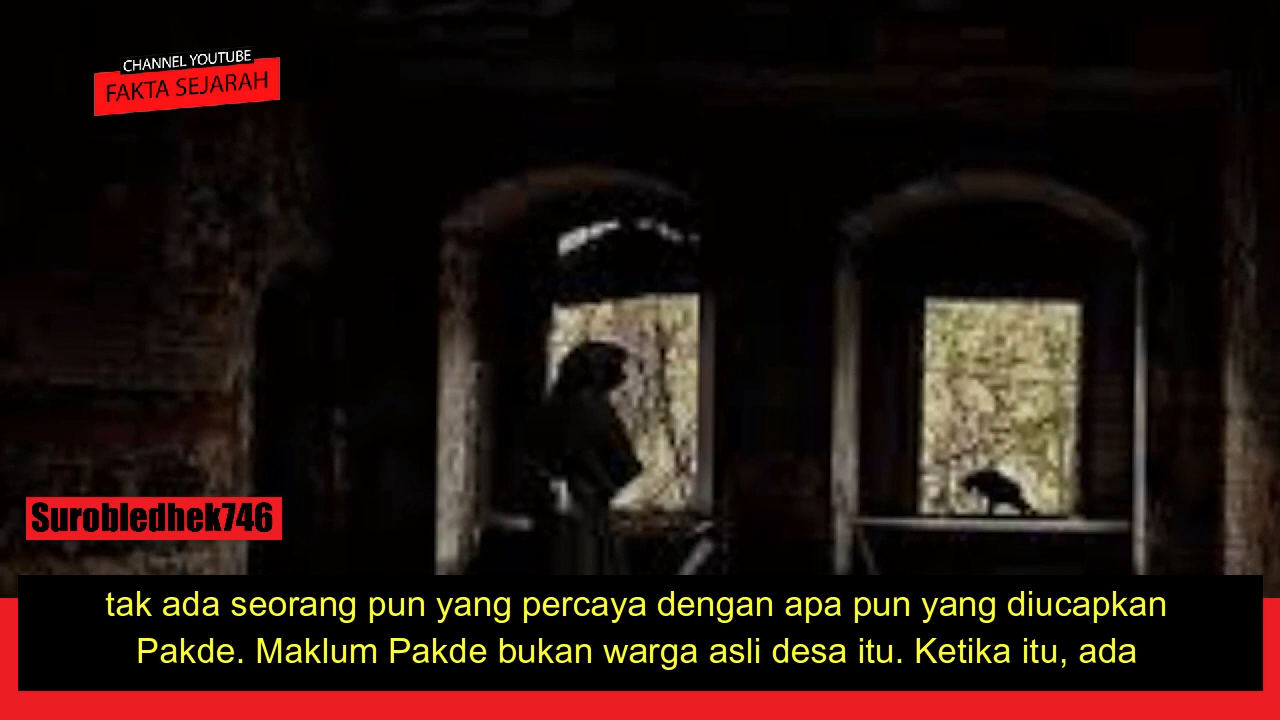 CHANNEL YOUTUBE
FAKTA SEJARAH
Surobledhek746
tak ada seorang pun yang percaya dengan apa pun yang diucapkan
Pakde. Maklum Pakde bukan warga asli desa itu. Ketika itu, ada